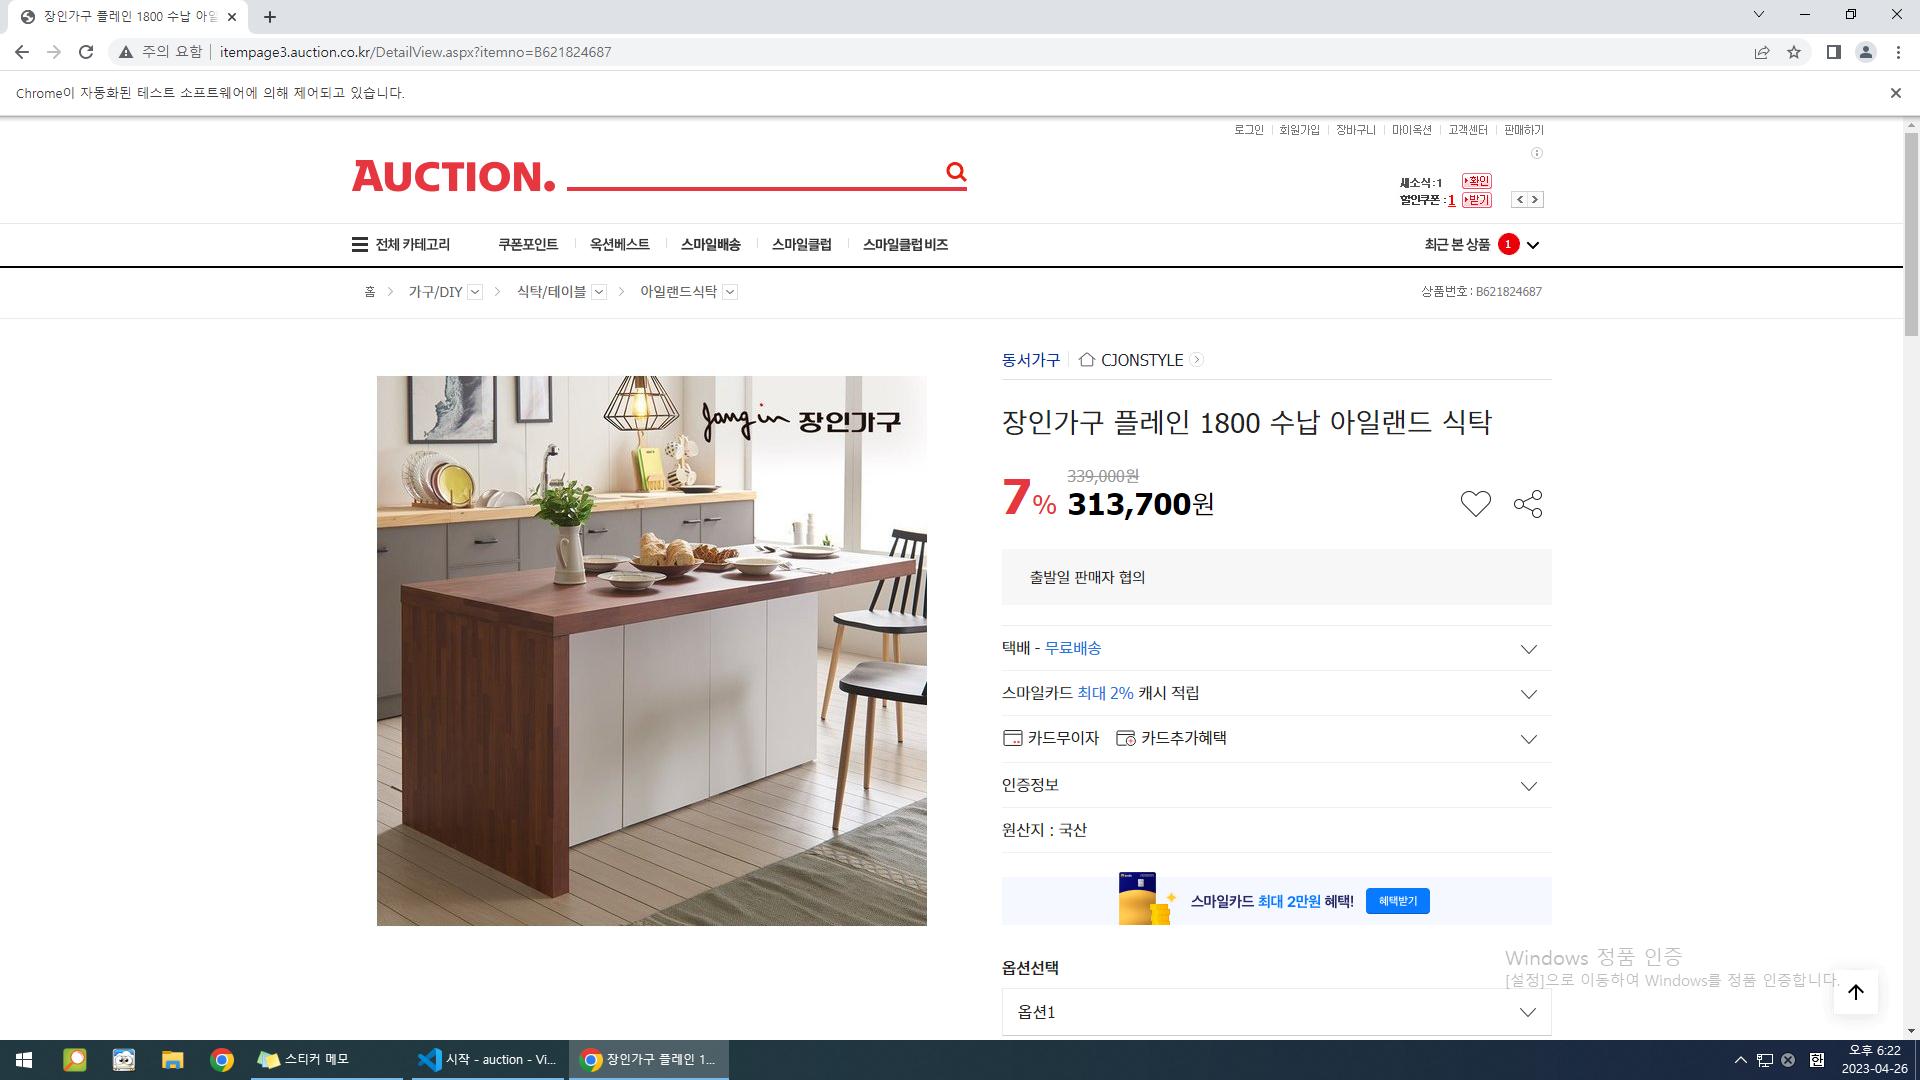 장인가구 플레인 1800 수납 아일
주의 요함 itempage3.auction.co.kr/DetailView.aspx?itemno=B621824687
Chrome이 자동화된 테스트 소프트웨어에 의해 제어되고 있습니다.
로그인 회원가입 장바구니 마이옥션 고객센터 판매하기
AUCTION.
새소식:1 확인
할인쿠폰:1 받기
전체 카테고리 쿠폰포인트 옥션베스트 스마일배송 스마일클럽 스마일클럽 비즈 최근 본 상품 1
홈 가구/DIY 식탁/테이블 아일랜드식탁 상품번호 : B621824687
동서가구 CJONSTYLE
Jang in 장인가구
장인가구 플레인 1800 수납 아일랜드 식탁
339,000원
7% 313,700원
출발일 판매자 협의
택배 - 무료배송
스마일카드 최대 2% 캐시 적립
카드무이자 카드추가혜택
인증정보
원산지 : 국산
스마일카드 최대 2만원 혜택! 혜택받기
Windows 정품 인증
[설정]으로 이동하여 Windows를 정품 인증합니다.
옵션선택
옵션1
스티커 메모 시작 - auction - Vi... 장인가구 플레인 1... 한 오후 6:22
2023-04-26